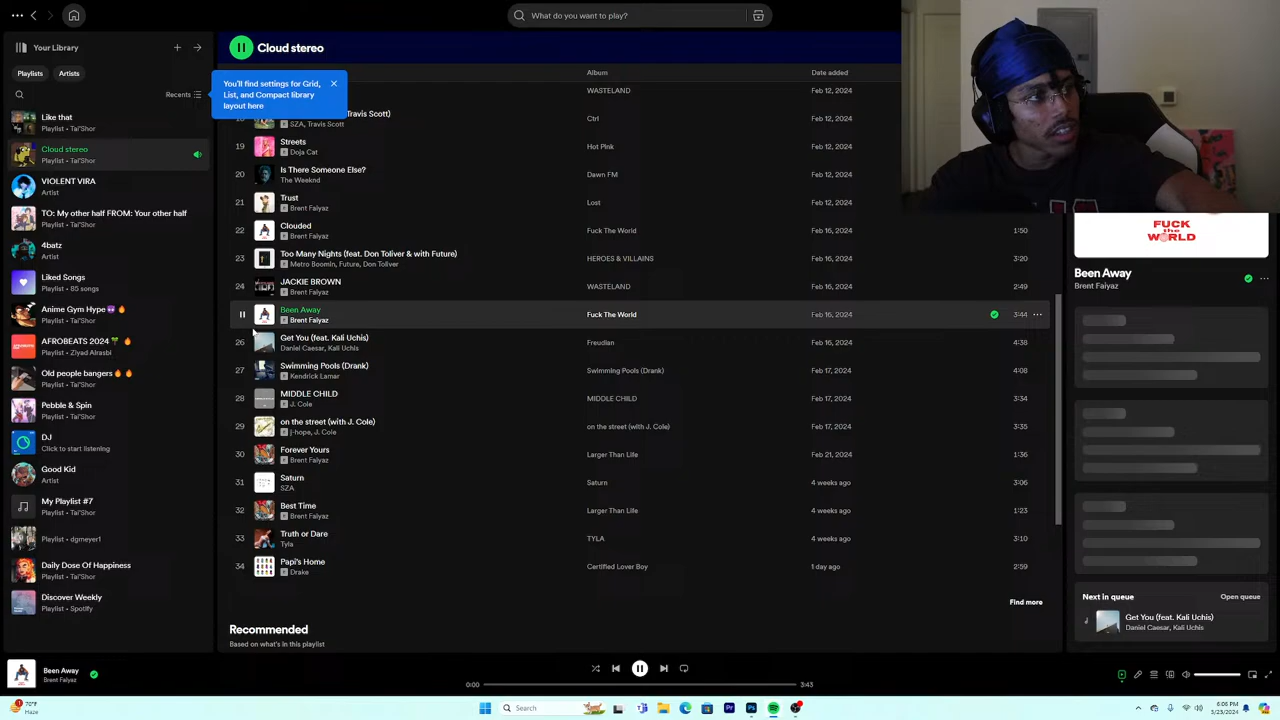 What do you want to play?
Your Library
Playlists
Artists
Recents
You'll find settings for Grid,
List, and Compact library
layout here
Like that
Playlist • Tai'Shor
Cloud stereo
Playlist • Tai'Shor
VIOLENT VIRA
Artist
TO: My other half FROM: Your other half
Playlist • Tai'Shor
4batz
Artist
Liked Songs
Playlist • 85 songs
Anime Gym Hype😈🔥
Playlist • Tai'Shor
AFROBEATS 2024🌴🔥
Playlist • Ziyad Alrasbi
Old people bangers🔥🔥
Playlist • Tai'Shor
Pebble & Spin
Playlist • Tai'Shor
DJ
Click to start listening
Good Kid
Artist
My Playlist #7
Playlist • Tai'Shor
Playlist • dgmeyer1
Daily Dose Of Happiness
Playlist • Tai'Shor
Discover Weekly
Playlist • Spotify
Cloud stereo
Album
Date added
WASTELAND
Feb 12, 2024
Travis Scott)
SZA, Travis Scott
Ctrl
Feb 12, 2024
19
Streets
Doja Cat
Hot Pink
Feb 12, 2024
20
Is There Someone Else?
The Weeknd
Dawn FM
Feb 12, 2024
21
Trust
Brent Faiyaz
Lost
Feb 12, 2024
22
Clouded
Brent Faiyaz
Fuck The World
Feb 16, 2024
1:50
23
Too Many Nights (feat. Don Toliver & with Future)
Metro Boomin, Future, Don Toliver
HEROES & VILLAINS
Feb 16, 2024
3:20
24
JACKIE BROWN
Brent Faiyaz
WASTELAND
Feb 16, 2024
2:49
Been Away
Brent Faiyaz
Fuck The World
Feb 16, 2024
3:44
26
Get You (feat. Kali Uchis)
Daniel Caesar, Kali Uchis
Freudian
Feb 16, 2024
4:38
27
Swimming Pools (Drank)
Kendrick Lamar
Swimming Pools (Drank)
Feb 17, 2024
4:08
28
MIDDLE CHILD
J. Cole
MIDDLE CHILD
Feb 17, 2024
3:34
29
on the street (with J. Cole)
j-hope, J. Cole
on the street (with J. Cole)
Feb 17, 2024
3:35
30
Forever Yours
Brent Faiyaz
Larger Than Life
Feb 21, 2024
1:36
31
Saturn
SZA
Saturn
4 weeks ago
3:06
32
Best Time
Brent Faiyaz
Larger Than Life
4 weeks ago
1:23
33
Truth or Dare
Tyla
TYLA
4 weeks ago
3:10
34
Papi's Home
Drake
Certified Lover Boy
1 day ago
2:59
Find more
Recommended
Based on what's in this playlist
FUCK
the
WORLD
Been Away
Brent Faiyaz
Next in queue
Open queue
Get You (feat. Kali Uchis)
Daniel Caesar, Kali Uchis
Been Away
Brent Faiyaz
0:00
3:43
70°F
Haze
Search
6:06 PM
5/23/2024